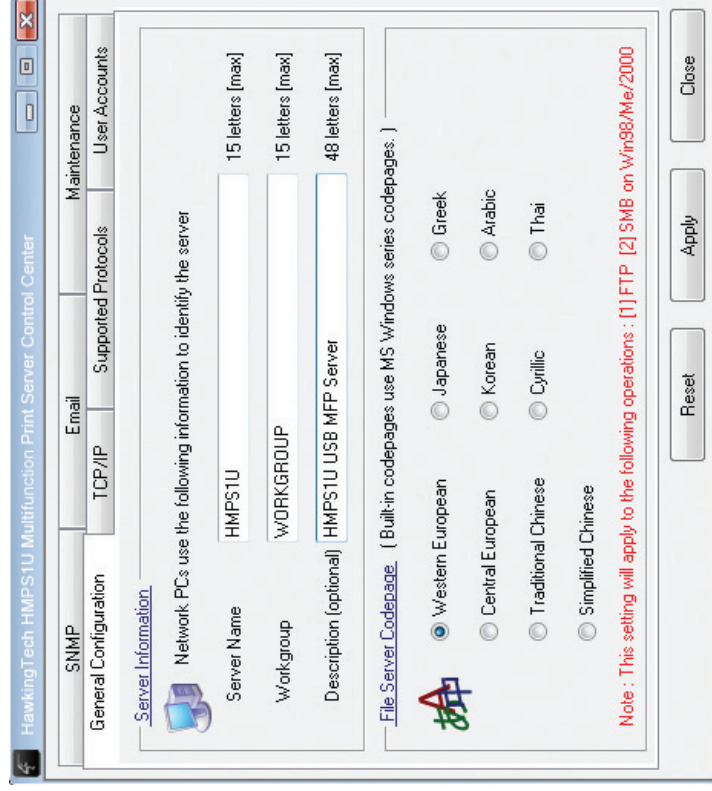 HawkingTech HMPS1U Multifunction Print Server Control Center
SNMP Email Maintenance
General Configuration TCP/IP Supported Protocols User Accounts
Server Information
Network PCs use the following information to identify the server
Server Name HMPS1U 15 letters [max]
Workgroup WORKGROUP 15 letters [max]
Description (optional) HMPS1U USB MFP Server 48 letters [max]
File Server Codepage ( Built-in codepages use MS Windows series codepages. )
Western European Japanese Greek
Central European Korean Arabic
Traditional Chinese Cyrillic Thai
Simplified Chinese
Note : This setting will apply to the following operations : [1] FTP [2] SMB on Win98/Me/2000
Reset Apply Close